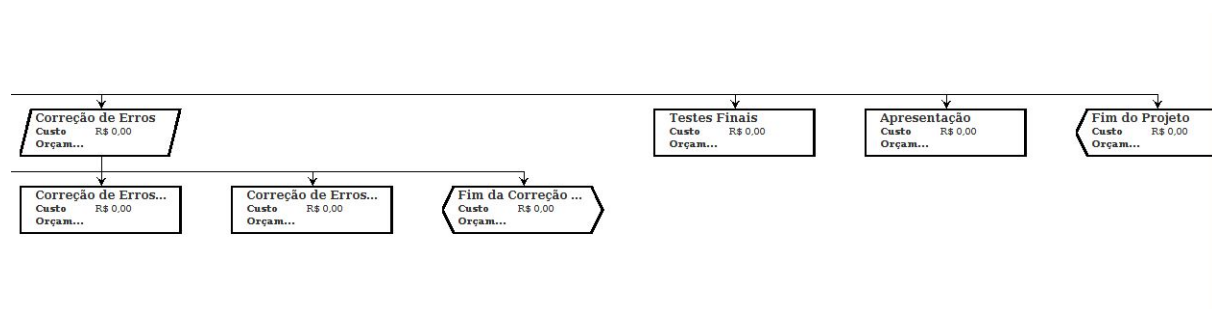 Correção de Erros
Custo R$ 0,00
Orçam...
Testes Finais
Custo R$ 0,00
Orçam...
Apresentação
Custo R$ 0,00
Orçam...
Fim do Projeto
Custo R$ 0,00
Orçam...
Correção de Erros...
Custo R$ 0,00
Orçam...
Correção de Erros...
Custo R$ 0,00
Orçam...
Fim da Correção ...
Custo R$ 0,00
Orçam...